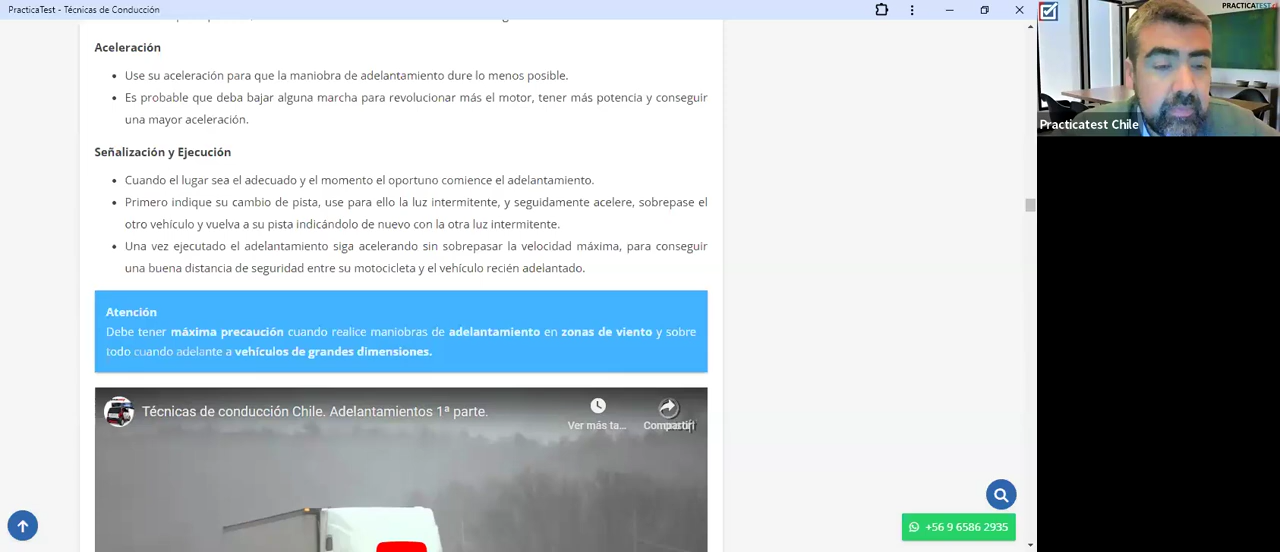 PracticaTest - Técnicas de Conducción
PRACTICATEST
Aceleración
• Use su aceleración para que la maniobra de adelantamiento dure lo menos posible.
• Es probable que deba bajar alguna marcha para revolucionar más el motor, tener más potencia y conseguir
una mayor aceleración.
Señalización y Ejecución
• Cuando el lugar sea el adecuado y el momento el oportuno comience el adelantamiento.
• Primero indique su cambio de pista, use para ello la luz intermitente, y seguidamente acelere, sobrepase el
otro vehículo y vuelva a su pista indicándolo de nuevo con la otra luz intermitente.
• Una vez ejecutado el adelantamiento siga acelerando sin sobrepasar la velocidad máxima, para conseguir
una buena distancia de seguridad entre su motocicleta y el vehículo recién adelantado.
Atención
Debe tener máxima precaución cuando realice maniobras de adelantamiento en zonas de viento y sobre
todo cuando adelante a vehículos de grandes dimensiones.
Técnicas de conducción Chile. Adelantamientos 1ª parte.
Ver más ta...
Compartir
+56 9 6586 2935
Practicatest Chile